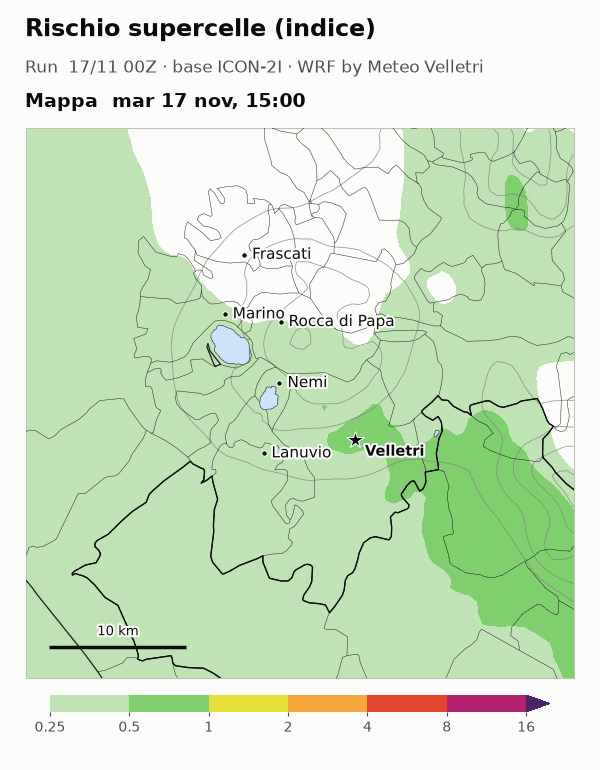 Rischio supercelle (indice)
Run  17/11 00Z · base ICON-2I · WRF by Meteo Velletri
Mappa  mar 17 nov, 15:00
Frascati
Marino
Rocca di Papa
Nemi
Velletri
Lanuvio
10 km
0.25 0.5 1 2 4 8 16